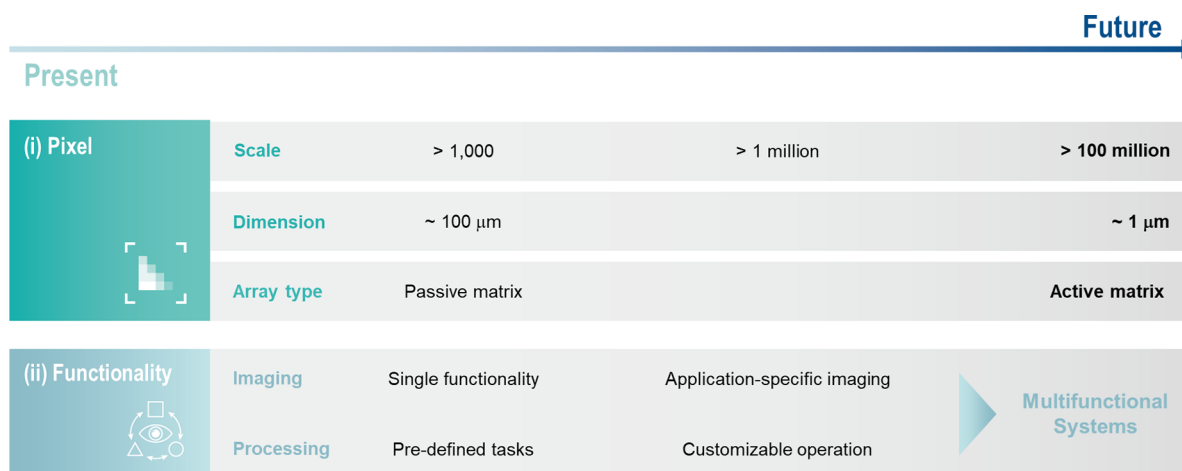 Future
Present
(i) Pixel
Scale > 1,000 > 1 million > 100 million
Dimension ~ 100 μm ~ 1 μm
Array type Passive matrix Active matrix
(ii) Functionality
Imaging Single functionality Application-specific imaging
Multifunctional
Systems
Processing Pre-defined tasks Customizable operation